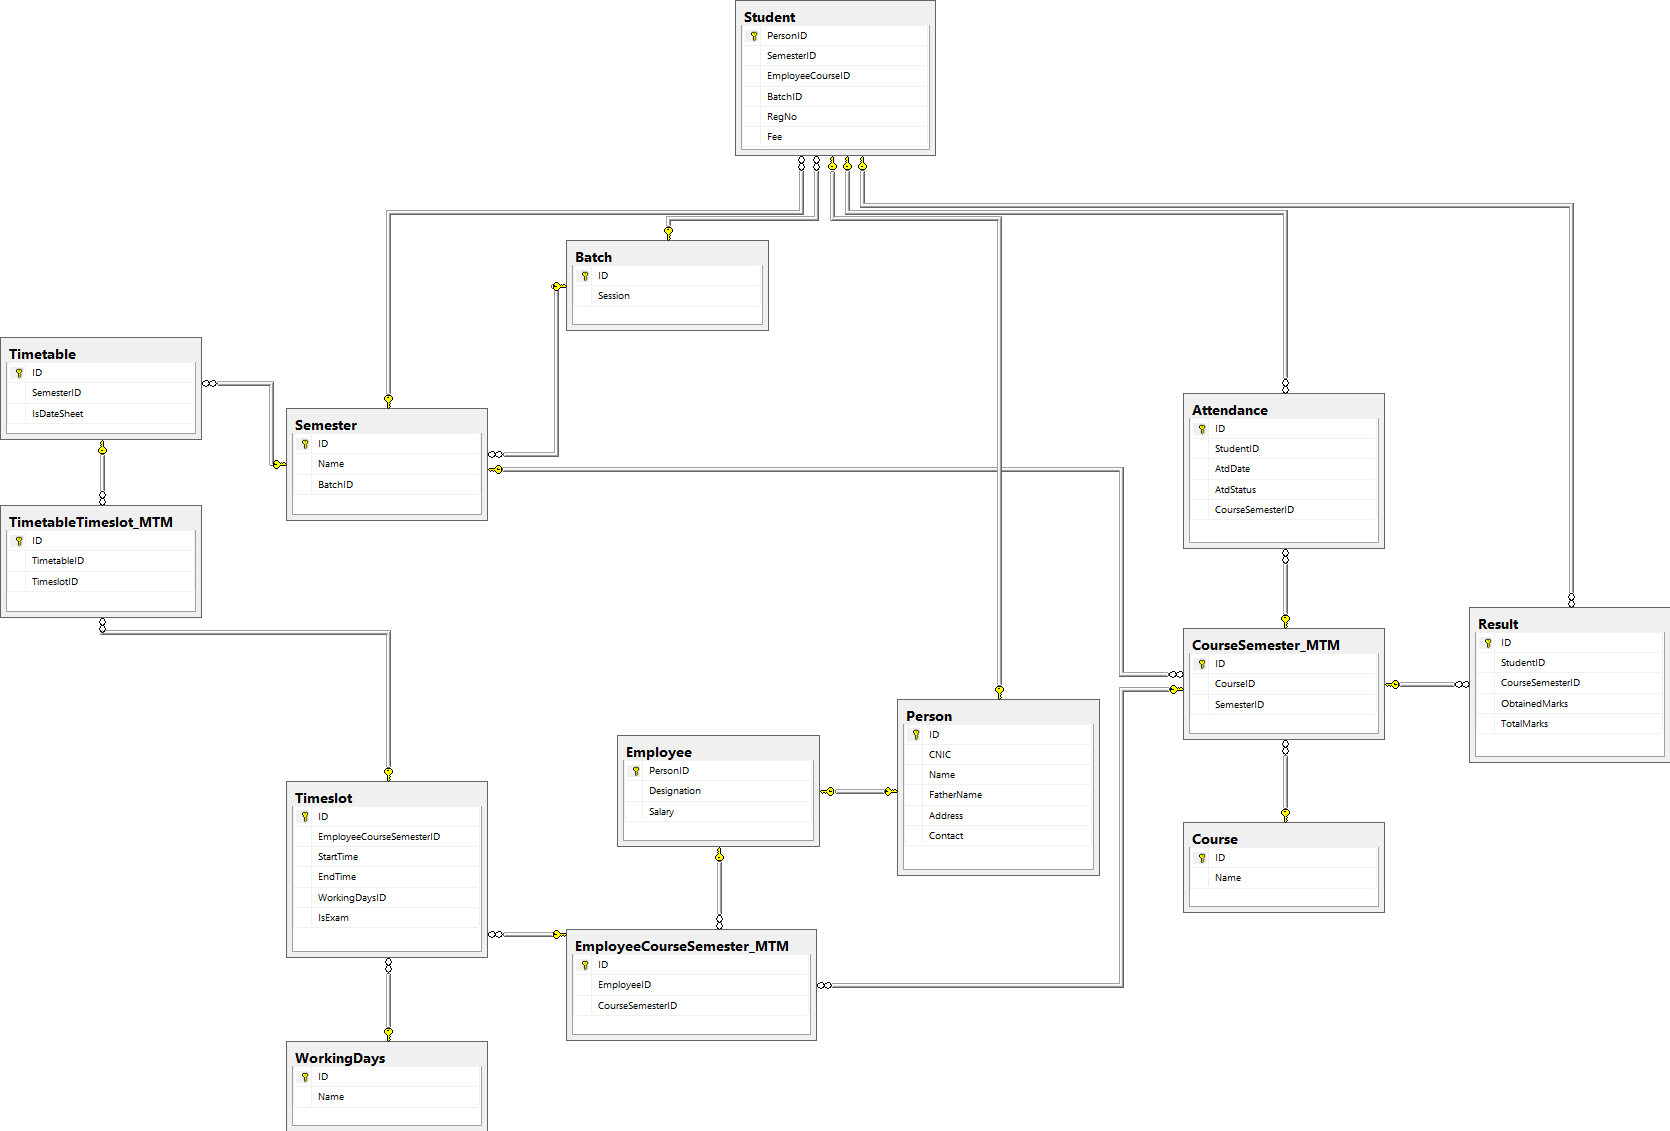 Student
PersonID
SemesterID
EmployeeCourseID
BatchID
RegNo
Fee
Batch
ID
Session
Timetable
ID
SemesterID
IsDateSheet
Semester
ID
Name
BatchID
Attendance
ID
StudentID
AtdDate
AtdStatus
CourseSemesterID
TimetableTimeslot_MTM
ID
TimetableID
TimeslotID
CourseSemester_MTM
ID
CourseID
SemesterID
Result
ID
StudentID
CourseSemesterID
ObtainedMarks
TotalMarks
Person
ID
CNIC
Name
FatherName
Address
Contact
Employee
PersonID
Designation
Salary
Timeslot
ID
EmployeeCourseSemesterID
StartTime
EndTime
WorkingDaysID
IsExam
Course
ID
Name
EmployeeCourseSemester_MTM
ID
EmployeeID
CourseSemesterID
WorkingDays
ID
Name